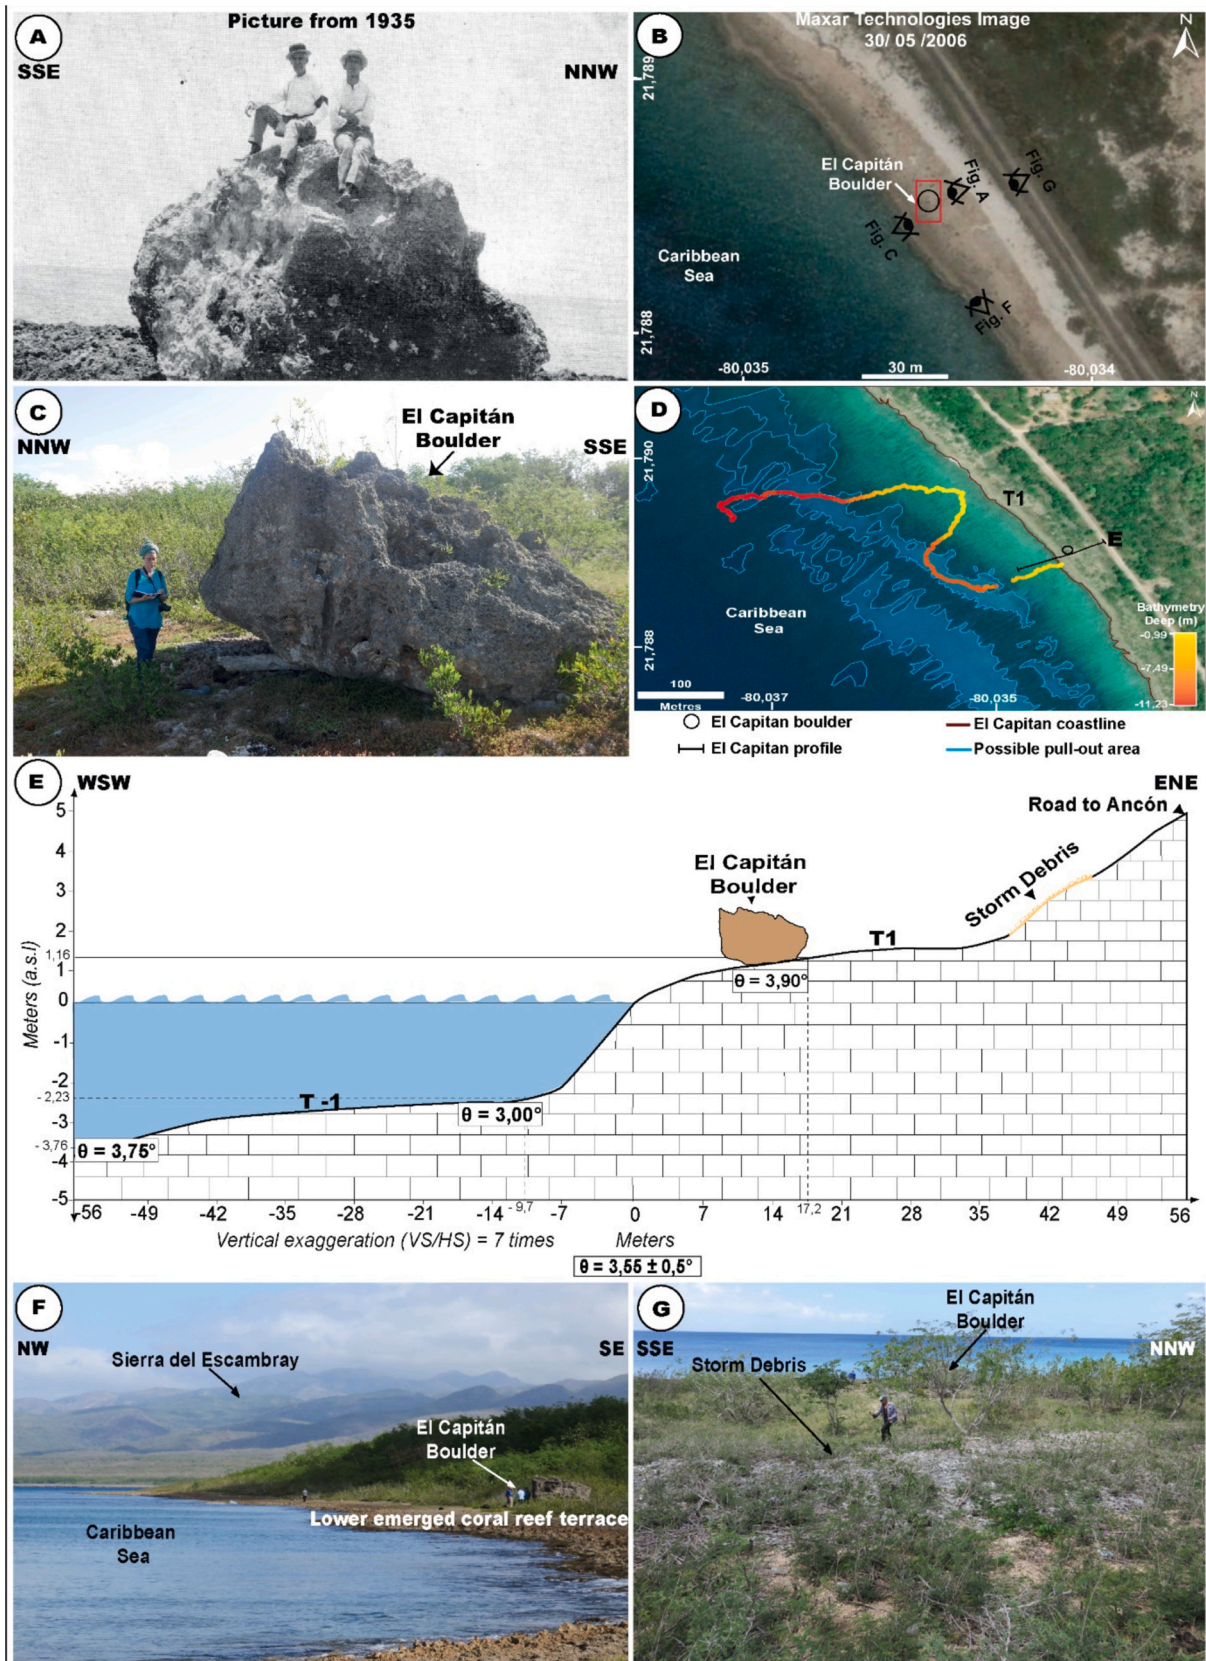 A
Picture from 1935
SSE
NNW
B
Maxar Technologies Image
30/ 05 /2006
N
21,789
21,788
El Capitán
Boulder
Fig. A
Fig. G
Fig. C
Fig. F
Caribbean
Sea
-80,035
30 m
-80,034
C
NNW
El Capitán
Boulder
SSE
D
N
21,790
21,788
T1
E
Caribbean
Sea
Bathymetry
Deep (m)
-0,99
-7,49
-11,23
100
Metres
-80,037
-80,035
El Capitan boulder
El Capitan coastline
El Capitan profile
Possible pull-out area
E
WSW
ENE
Road to Ancón
Meters (a.s.l)
5
4
3
2
1,16
1
0
-1
-2
- 2,23
-3
- 3,76
-4
-5
El Capitán
Boulder
Storm Debris
T1
θ = 3,90°
T -1
θ = 3,00°
θ = 3,75°
-56 -49 -42 -35 -28 -21 -14 - 9,7 -7 0 7 14 17,2 21 28 35 42 49 56
Vertical exaggeration (VS/HS) = 7 times
Meters
θ = 3,55 ± 0,5°
F
NW
SE
Sierra del Escambray
El Capitán
Boulder
Lower emerged coral reef terrace
Caribbean
Sea
G
SSE
NNW
El Capitán
Boulder
Storm Debris